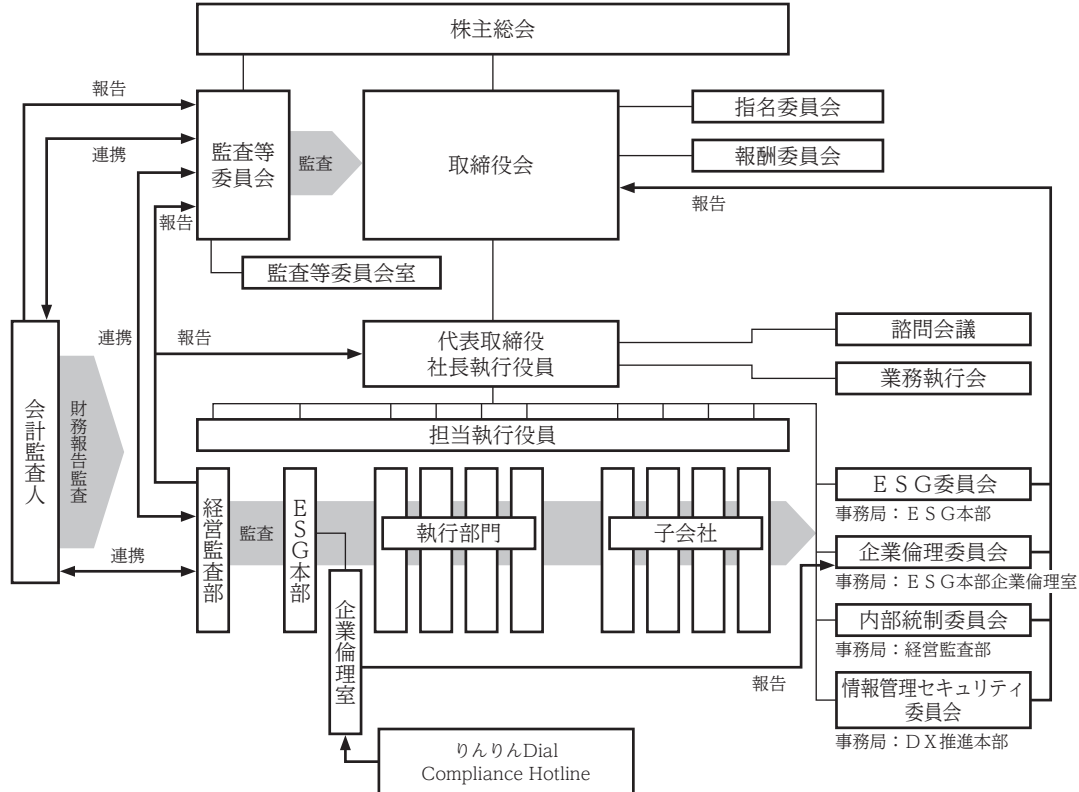 株主総会
報告
指名委員会
連携
監査等
委員会
監査
取締役会
報酬委員会
報告
報告
監査等委員会室
連携
報告
代表取締役
社長執行役員
諮問会議
業務執行会
会計監査人
財務報告監査
担当執行役員
経営監査部
監査
ESG本部
執行部門
子会社
ESG委員会
事務局：ESG本部
連携
企業倫理委員会
事務局：ESG本部企業倫理室
企業倫理室
内部統制委員会
事務局：経営監査部
報告
情報管理セキュリティ
委員会
事務局：DX推進本部
りんりんDial
Compliance Hotline